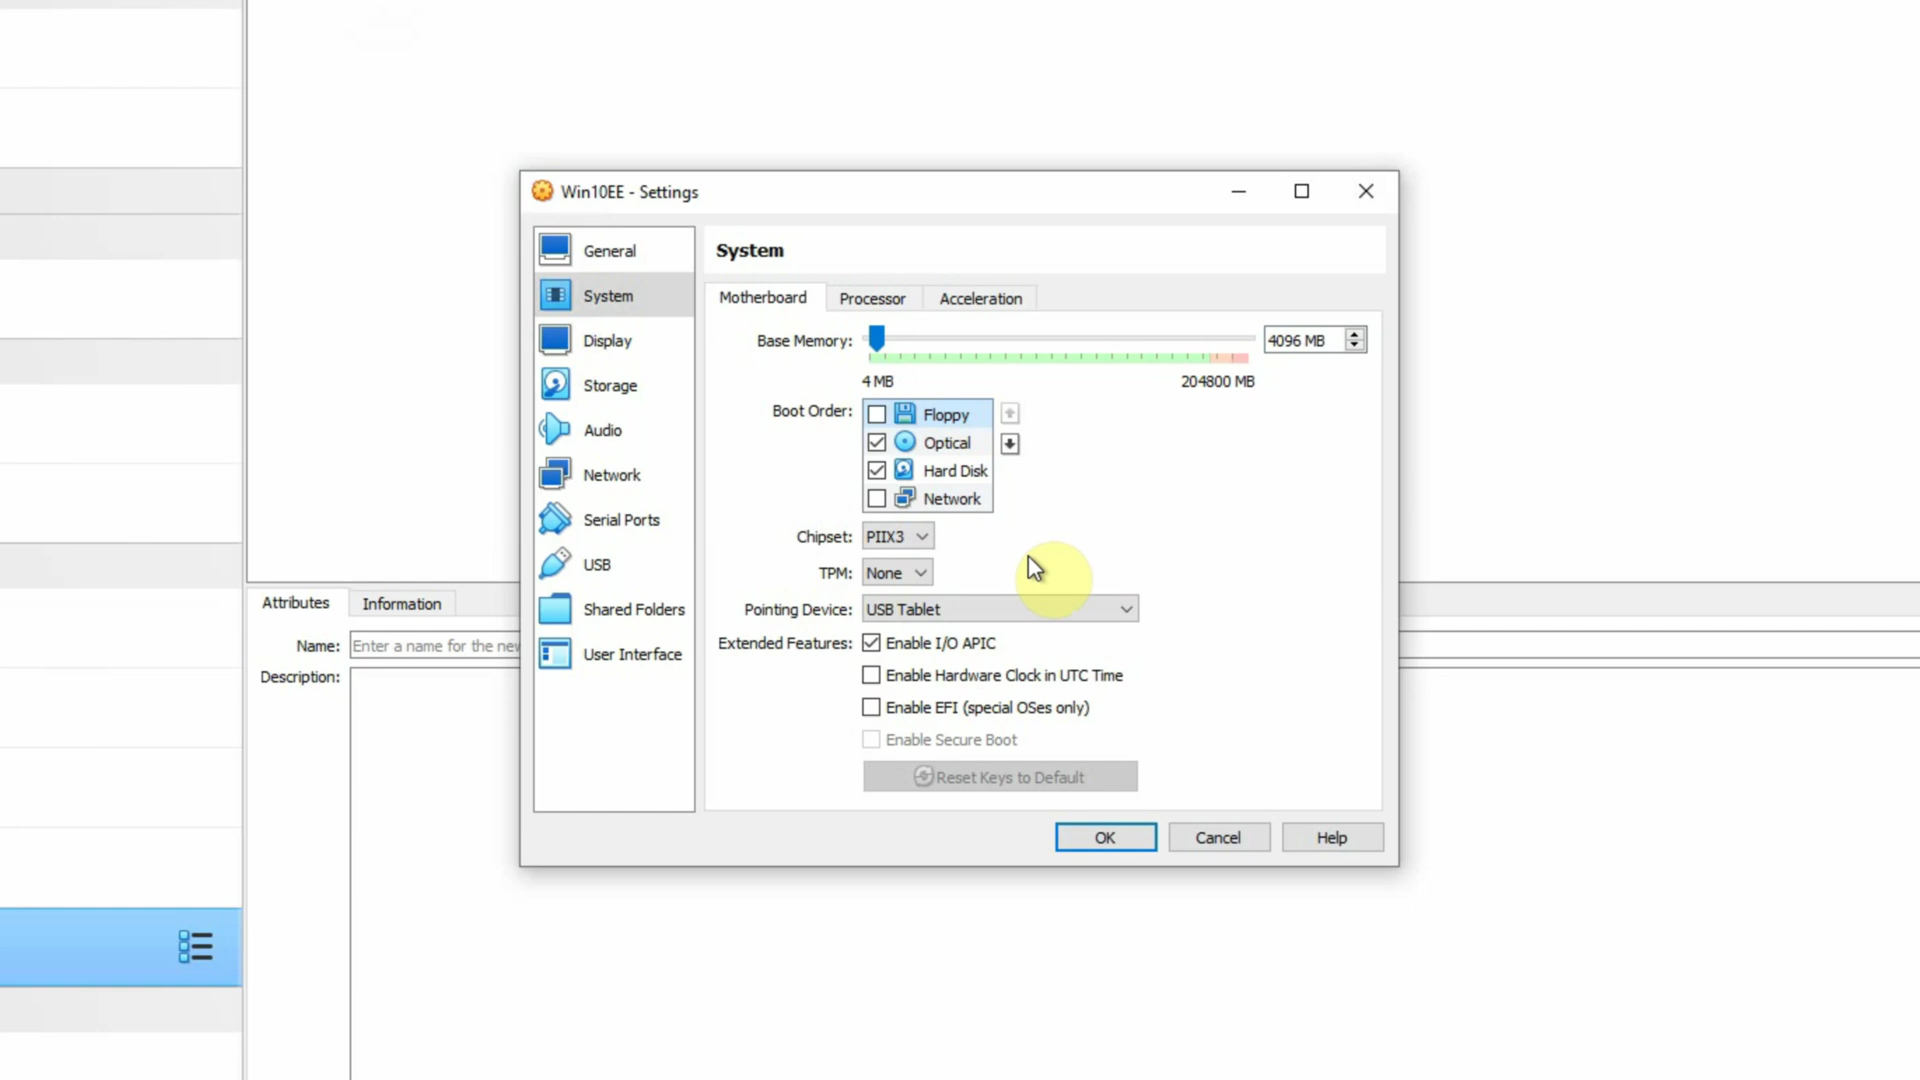 Win10EE - Settings
General
System
Display
Storage
Audio
Network
Serial Ports
USB
Shared Folders
User Interface
System
Motherboard
Processor
Acceleration
Base Memory:
4096 MB
4 MB
204800 MB
Boot Order:
Floppy
Optical
Hard Disk
Network
Chipset:
PIIX3
TPM:
None
Pointing Device:
USB Tablet
Extended Features:
Enable I/O APIC
Enable Hardware Clock in UTC Time
Enable EFI (special OSes only)
Enable Secure Boot
Reset Keys to Default
OK
Cancel
Help
Attributes
Information
Name:
Enter a name for the
Description: